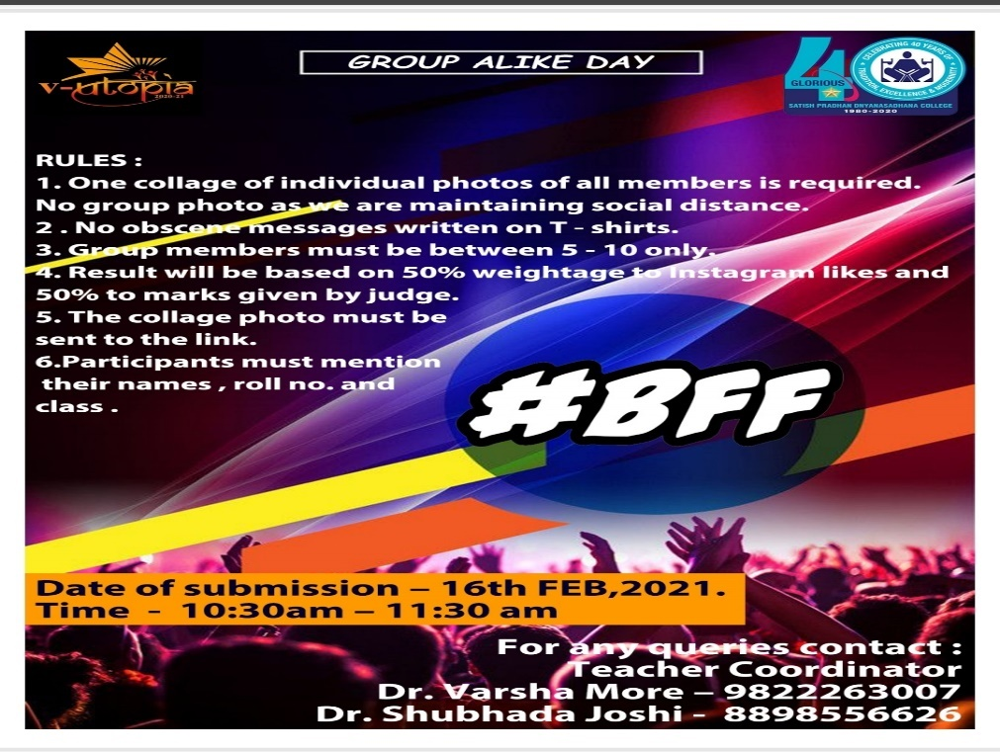 v-utopia
2020-21
GROUP ALIKE DAY
40
GLORIOUS
CELEBRATING 40 YEARS OF
TRADITION, EXCELLENCE & MODERNITY
SATISH PRADHAN DNYANASADHANA COLLEGE
1980-2020
RULES :
1. One collage of individual photos of all members is required.
No group photo as we are maintaining social distance.
2 . No obscene messages written on T - shirts.
3. Group members must be between 5 - 10 only.
4. Result will be based on 50% weightage to Instagram likes and
50% to marks given by judge.
5. The collage photo must be
sent to the link.
6.Participants must mention
their names , roll no. and
class .
#BFF
Date of submission – 16th FEB,2021.
Time - 10:30am – 11:30 am
For any queries contact :
Teacher Coordinator
Dr. Varsha More – 9822263007
Dr. Shubhada Joshi - 8898556626